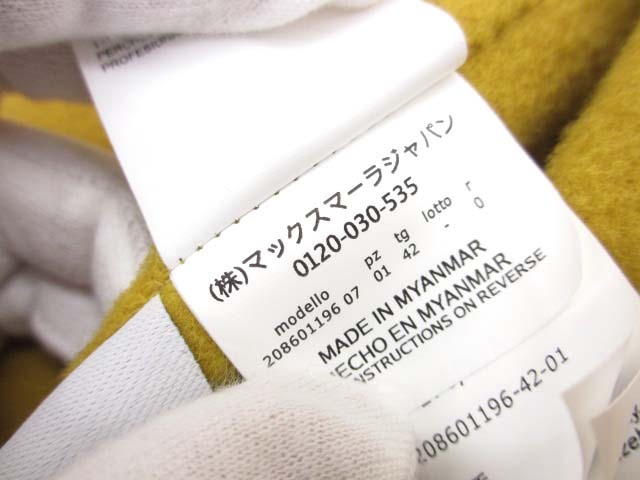 (株)マックスマーラジャパン
0120-030-535
modello pz tg lotto r
208601196 07 01 42 - 0
MADE IN MYANMAR
HECHO EN MYANMAR
INSTRUCTIONS ON REVERSE
208601196-42-01